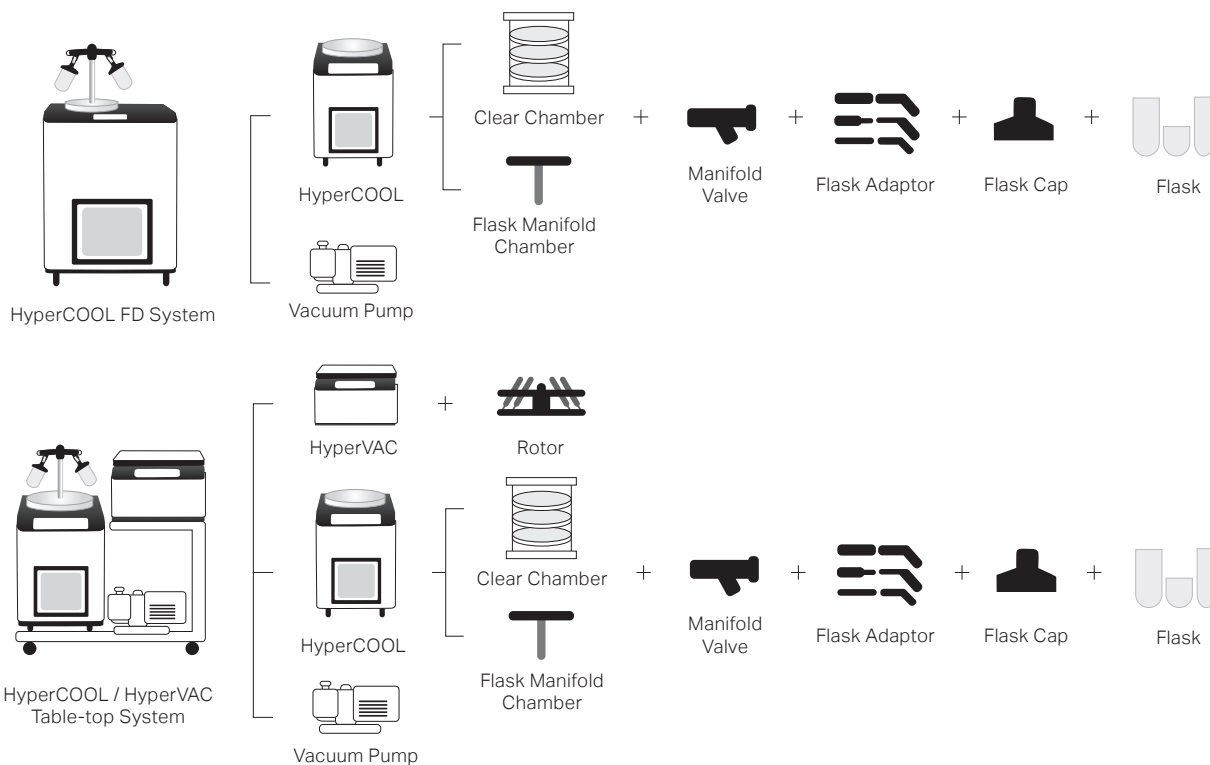 Clear Chamber
+
+
+
+
Manifold
Valve
Flask Adaptor
Flask Cap
Flask
HyperCOOL
Flask Manifold
Chamber
Vacuum Pump
HyperCOOL FD System
+
HyperVAC
Rotor
Clear Chamber
+
+
+
+
Manifold
Valve
Flask Adaptor
Flask Cap
Flask
HyperCOOL
Flask Manifold
Chamber
HyperCOOL / HyperVAC
Table-top System
Vacuum Pump